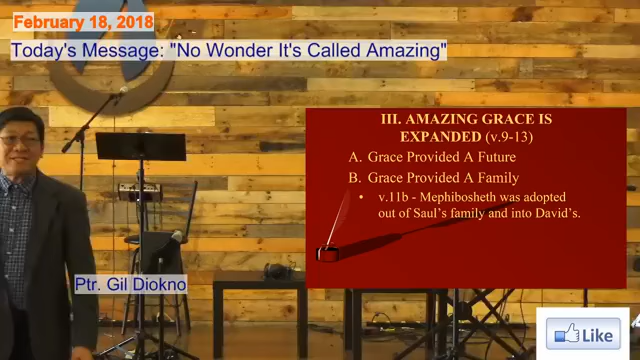 February 18, 2018
Today's Message: "No Wonder It's Called Amazing"
III. AMAZING GRACE IS
EXPANDED (v.9-13)
A. Grace Provided A Future
B. Grace Provided A Family
• v.11b - Mephibosheth was adopted
out of Saul's family and into David's.
Ptr. Gil Diokno
Like